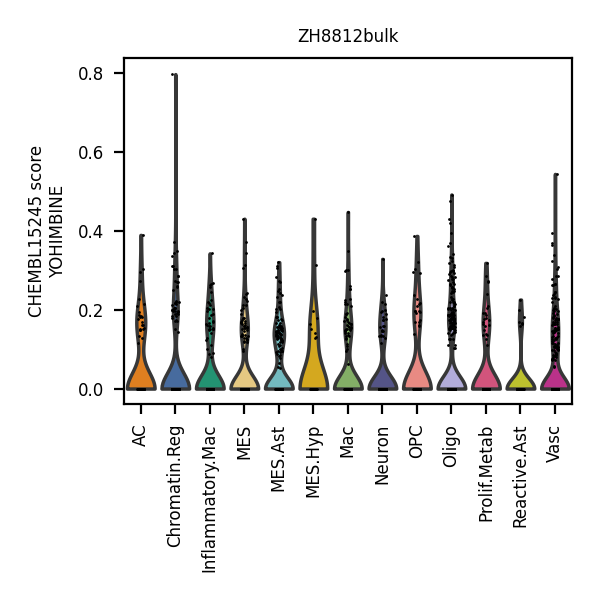 ZH8812bulk
CHEMBL15245 score
YOHIMBINE
0.8
0.6
0.4
0.2
0.0
AC
Chromatin.Reg
Inflammatory.Mac
MES
MES.Ast
MES.Hyp
Mac
Neuron
OPC
Oligo
Prolif.Metab
Reactive.Ast
Vasc